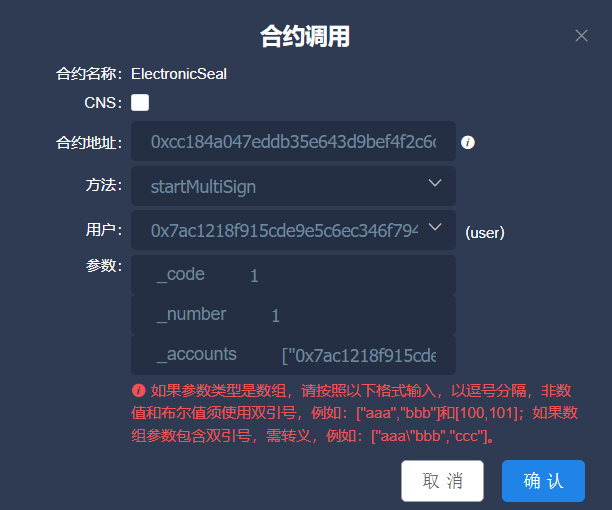 合约调用
合约名称： ElectronicSeal
CNS：
合约地址： 0xcc184a047eddb35e643d9bef4f2c6c
方法： startMultiSign
用户： 0x7ac1218f915cde9e5c6ec346f794 (user)
参数： _code 1
_number 1
_accounts ["0x7ac1218f915cde
如果参数类型是数组，请按照以下格式输入，以逗号分隔，非数
值和布尔值须使用双引号，例如：["aaa","bbb"]和[100,101]；如果数
组参数包含双引号，需转义，例如：["aaa\"bbb","ccc"]。
取 消 确 认